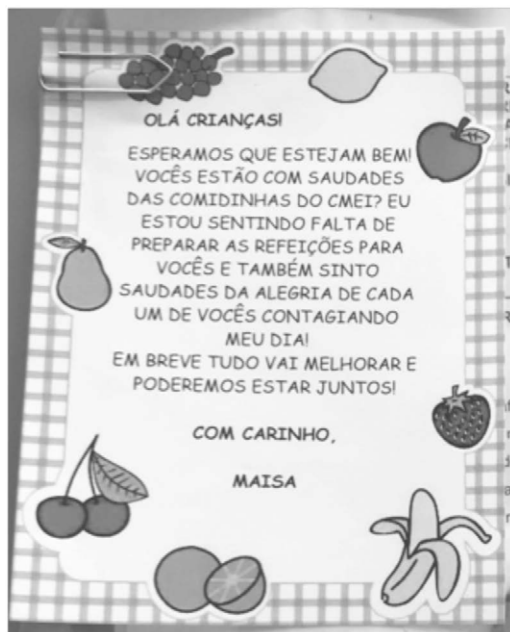 OLÁ CRIANÇAS!
ESPERAMOS QUE ESTEJAM BEM!
VOCÊS ESTÃO COM SAUDADES
DAS COMIDINHAS DO CMEI? EU
ESTOU SENTINDO FALTA DE
PREPARAR AS REFEIÇÕES PARA
VOCÊS E TAMBÉM SINTO
SAUDADES DA ALEGRIA DE CADA
UM DE VOCÊS CONTAGIANDO
MEU DIA!
EM BREVE TUDO VAI MELHORAR E
PODEREMOS ESTAR JUNTOS!
COM CARINHO,
MAISA